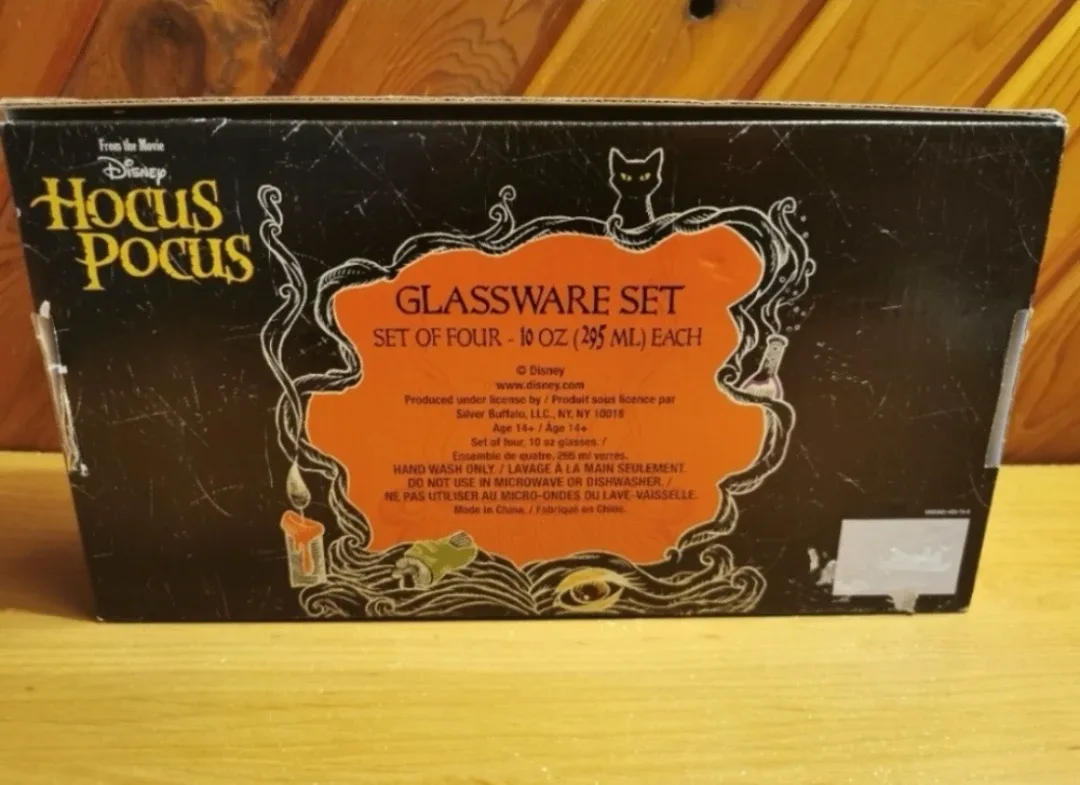 From the Movie
Disney
HOCUS
POCUS
GLASSWARE SET
SET OF FOUR - 10 OZ (295 ML) EACH
© Disney
www.disney.com
Produced under license by / Produit sous licence par
Silver Buffalo, LLC., NY, NY 10018
Age 14+ / Âge 14+
Set of four, 10 oz glasses. /
Ensemble de quatre, 295 ml verres.
HAND WASH ONLY. / LAVAGE À LA MAIN SEULEMENT.
DO NOT USE IN MICROWAVE OR DISHWASHER. /
NE PAS UTILISER AU MICRO-ONDES OU LAVE-VAISSELLE.
Made in China. / Fabriqué en Chine.